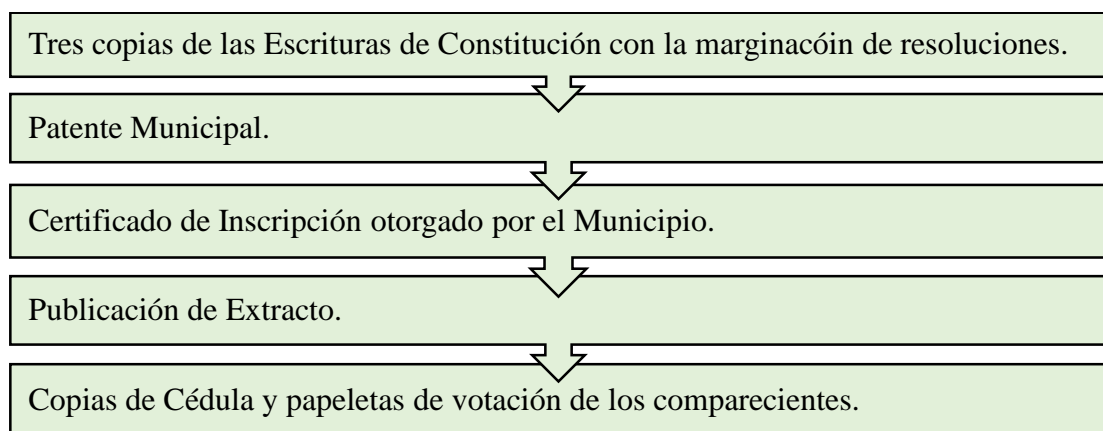 Tres copias de las Escrituras de Constitución con la marginacóin de resoluciones.
Patente Municipal.
Certificado de Inscripción otorgado por el Municipio.
Publicación de Extracto.
Copias de Cédula y papeletas de votación de los comparecientes.